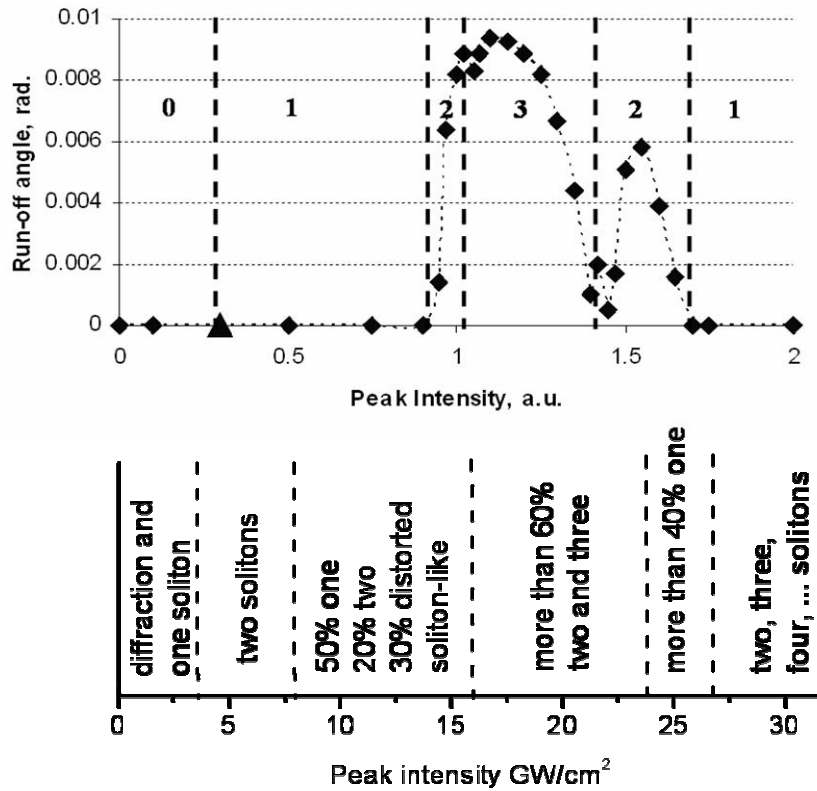 0.01
0.008
0.006
0.004
0.002
0
Run-off angle, rad.
0 1 2 3 2 1
0 0.5 1 1.5 2
Peak Intensity, a.u.
diffraction and
one soliton
two solitons
50% one
20% two
30% distorted
soliton-like
more than 60%
two and three
more than 40% one
two, three,
four, ... solitons
0 5 10 15 20 25 30
Peak intensity GW/cm²